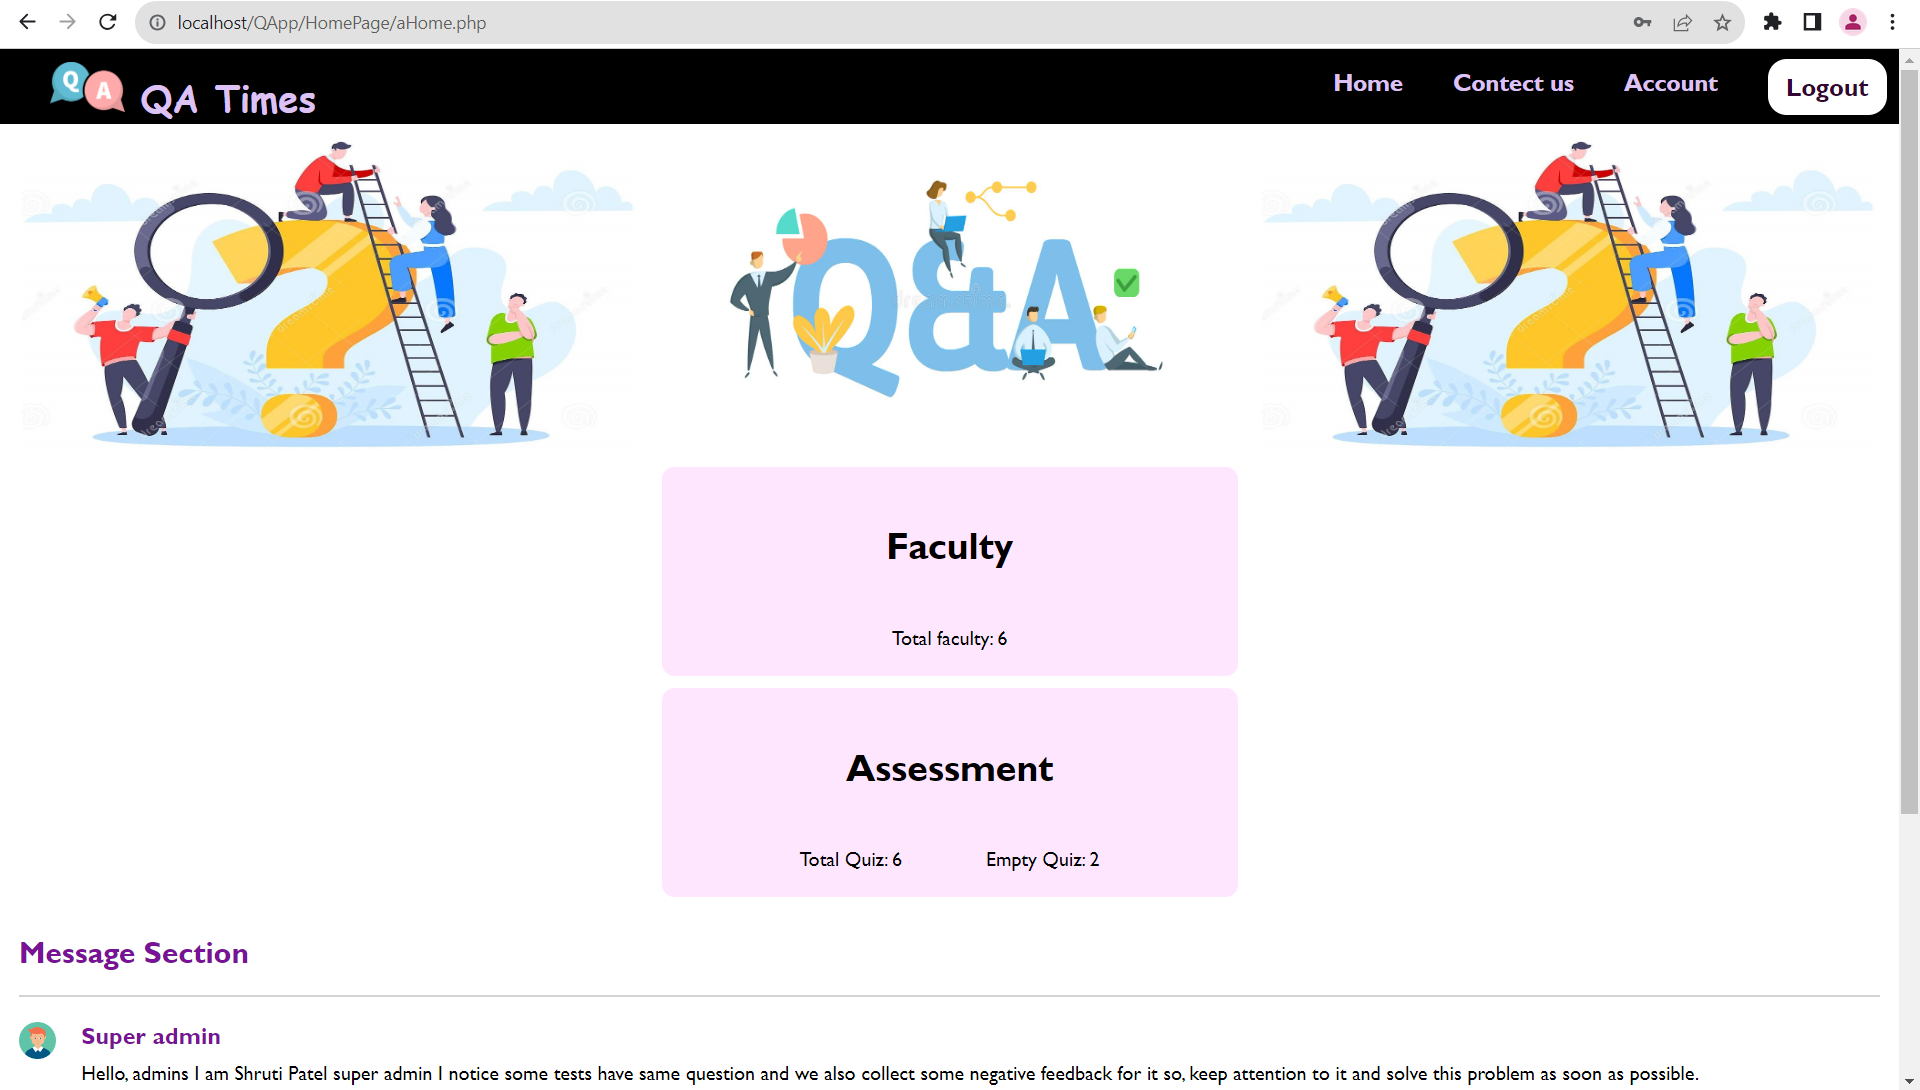 localhost/QApp/HomePage/aHome.php
Q A QA Times Home Contect us Account Logout
Q&A
dreamstime.
Faculty
Total faculty: 6
Assessment
Total Quiz: 6 Empty Quiz: 2
Message Section
Super admin
Hello, admins I am Shruti Patel super admin I notice some tests have same question and we also collect some negative feedback for it so, keep attention to it and solve this problem as soon as possible.